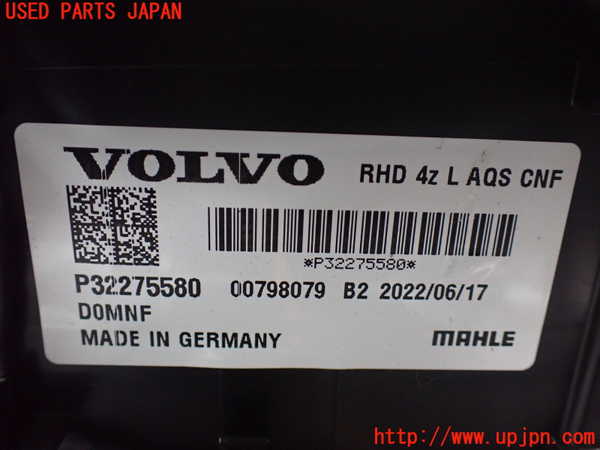 USED PARTS JAPAN
VOLVO
RHD 4z L AQS CNF
*P32275580*
P32275580 00798079 B2 2022/06/17
D0MNF
MADE IN GERMANY
MAHLE
http://www.upjpn.com/